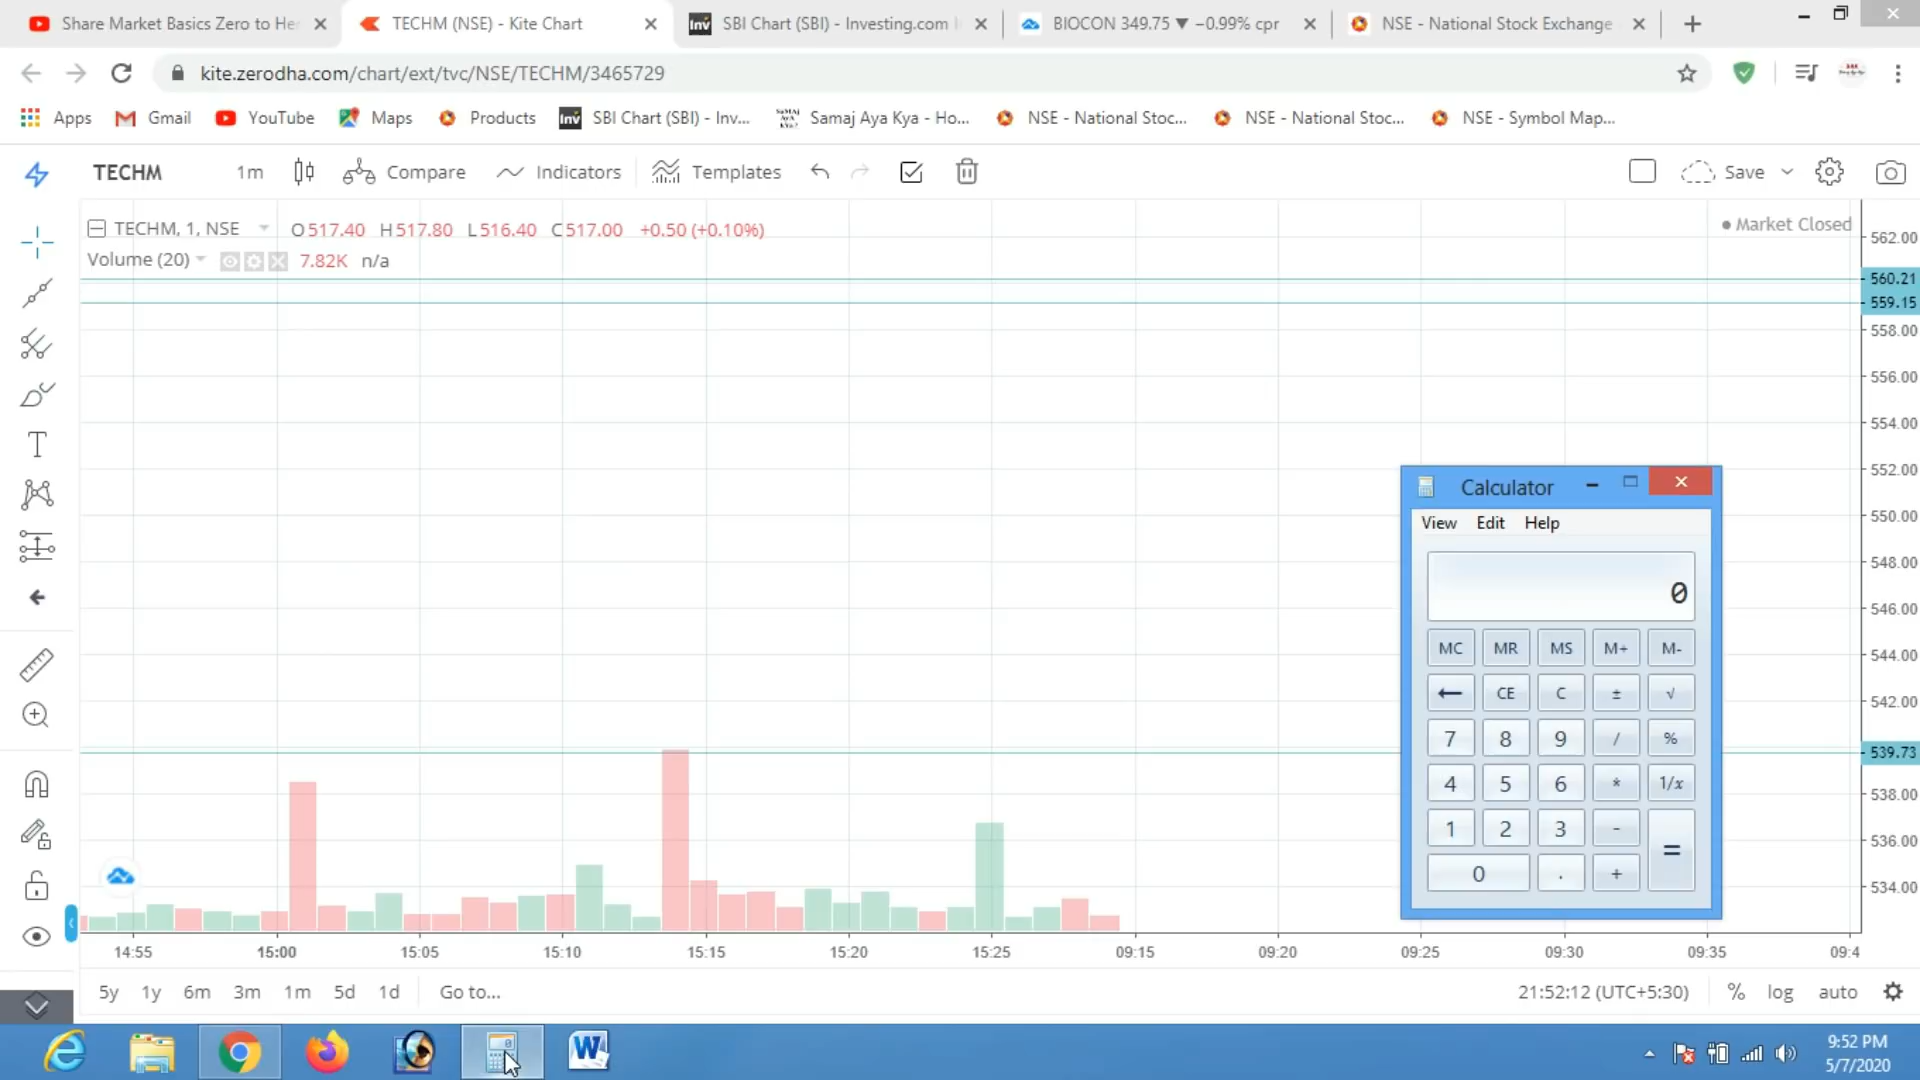 Share Market Basics Zero to Her
TECHM (NSE) - Kite Chart
SBI Chart (SBI) - Investing.com I
BIOCON 349.75 ▼ −0.99% cpr
NSE - National Stock Exchange
kite.zerodha.com/chart/ext/tvc/NSE/TECHM/3465729
Apps
Gmail
YouTube
Maps
Products
SBI Chart (SBI) - Inv...
Samaj Aya Kya - Ho...
NSE - National Stoc...
NSE - National Stoc...
NSE - Symbol Map...
TECHM
1m
Compare
Indicators
Templates
Save
TECHM, 1, NSE
O517.40 H517.80 L516.40 C517.00 +0.50 (+0.10%)
Market Closed
Volume (20)
7.82K n/a
562.00
560.21
559.15
558.00
556.00
554.00
552.00
550.00
548.00
546.00
544.00
542.00
539.73
538.00
536.00
534.00
Calculator
View Edit Help
0
MC MR MS M+ M-
← CE C ± √
7 8 9 / %
4 5 6 * 1/x
1 2 3 -
=
0 . +
14:55 15:00 15:05 15:10 15:15 15:20 15:25 09:15 09:20 09:25 09:30 09:35 09:4
5y 1y 6m 3m 1m 5d 1d Go to...
21:52:12 (UTC+5:30) % log auto
9:52 PM
5/7/2020